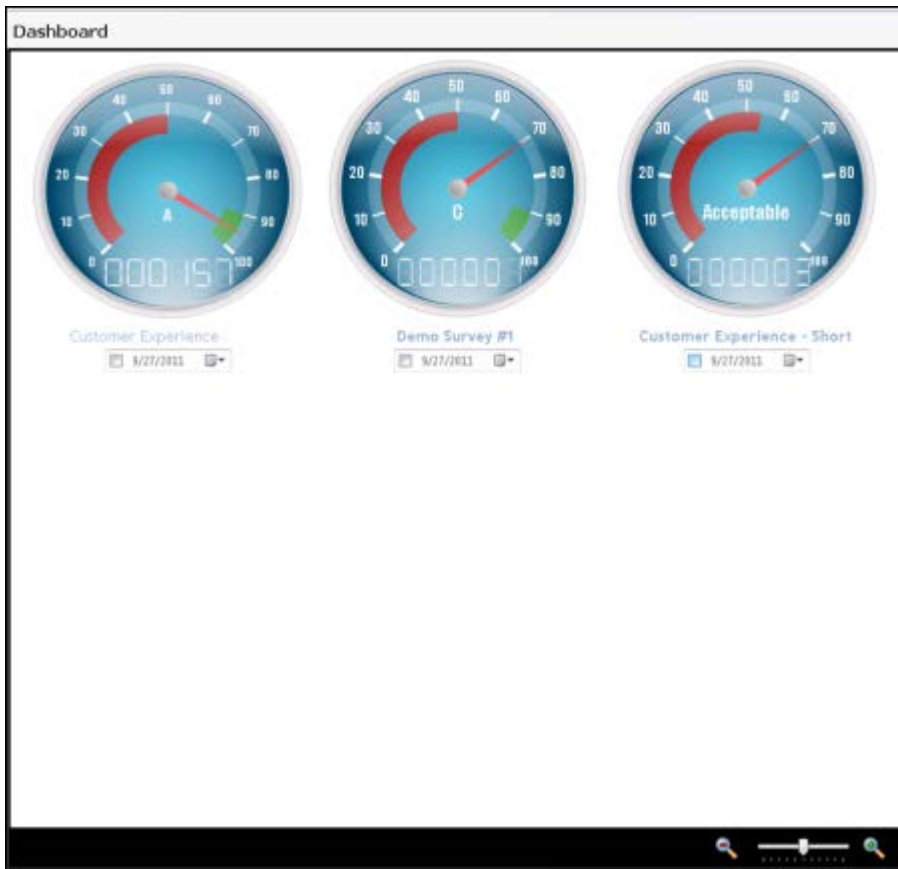 Dashboard
0 10 20 30 40 50 60 70 80 90 100
A
000157
0 10 20 30 40 50 60 70 80 90 100
C
0 10 20 30 40 50 60 70 80 90 100
Acceptable
000003
Customer Experience
Demo Survey #1
Customer Experience - Short
9/27/2011
9/27/2011
9/27/2011